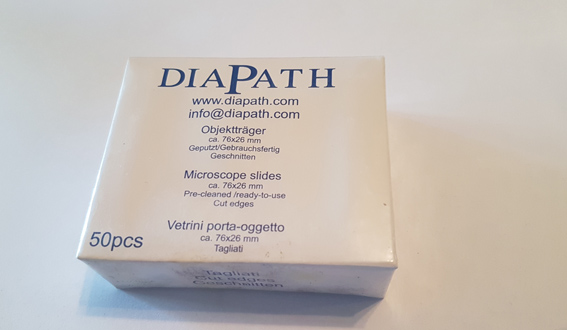 DIAPATH
www.diapath.com
info@diapath.com
Objektträger
ca. 76x26 mm
Geputzt/Gebrauchsfertig
Geschnitten
Microscope slides
ca. 76x26 mm
Pre-cleaned /ready-to-use
Cut edges
Vetrini porta-oggetto
ca. 76x26 mm
Tagliati
50pcs
Tagliati
Cut edges
Geschnitten